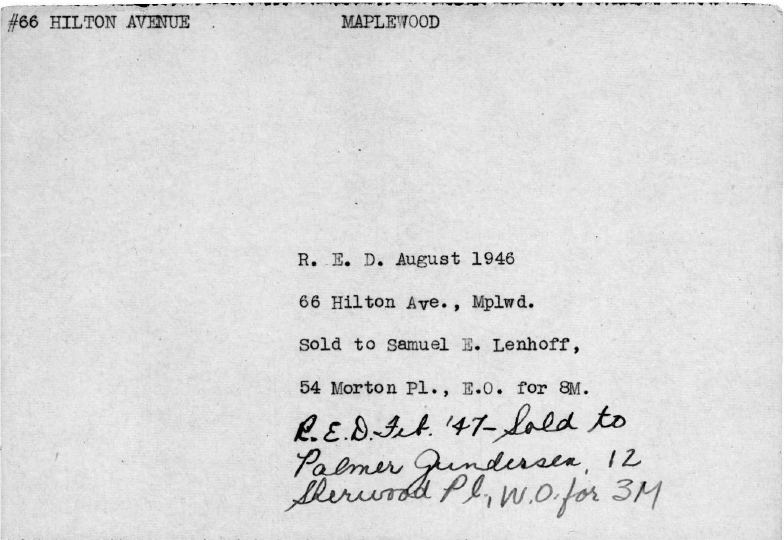 #66 HILTON AVENUE MAPLEWOOD
R. E. D. August 1946
66 Hilton Ave., Mplwd.
Sold to Samuel E. Lenhoff,
54 Morton Pl., E.O. for 8M.
R.E.D. Feb. '47 - Sold to
Palmer Gundersen, 12
Sherwood Pl., W.O. for 3M